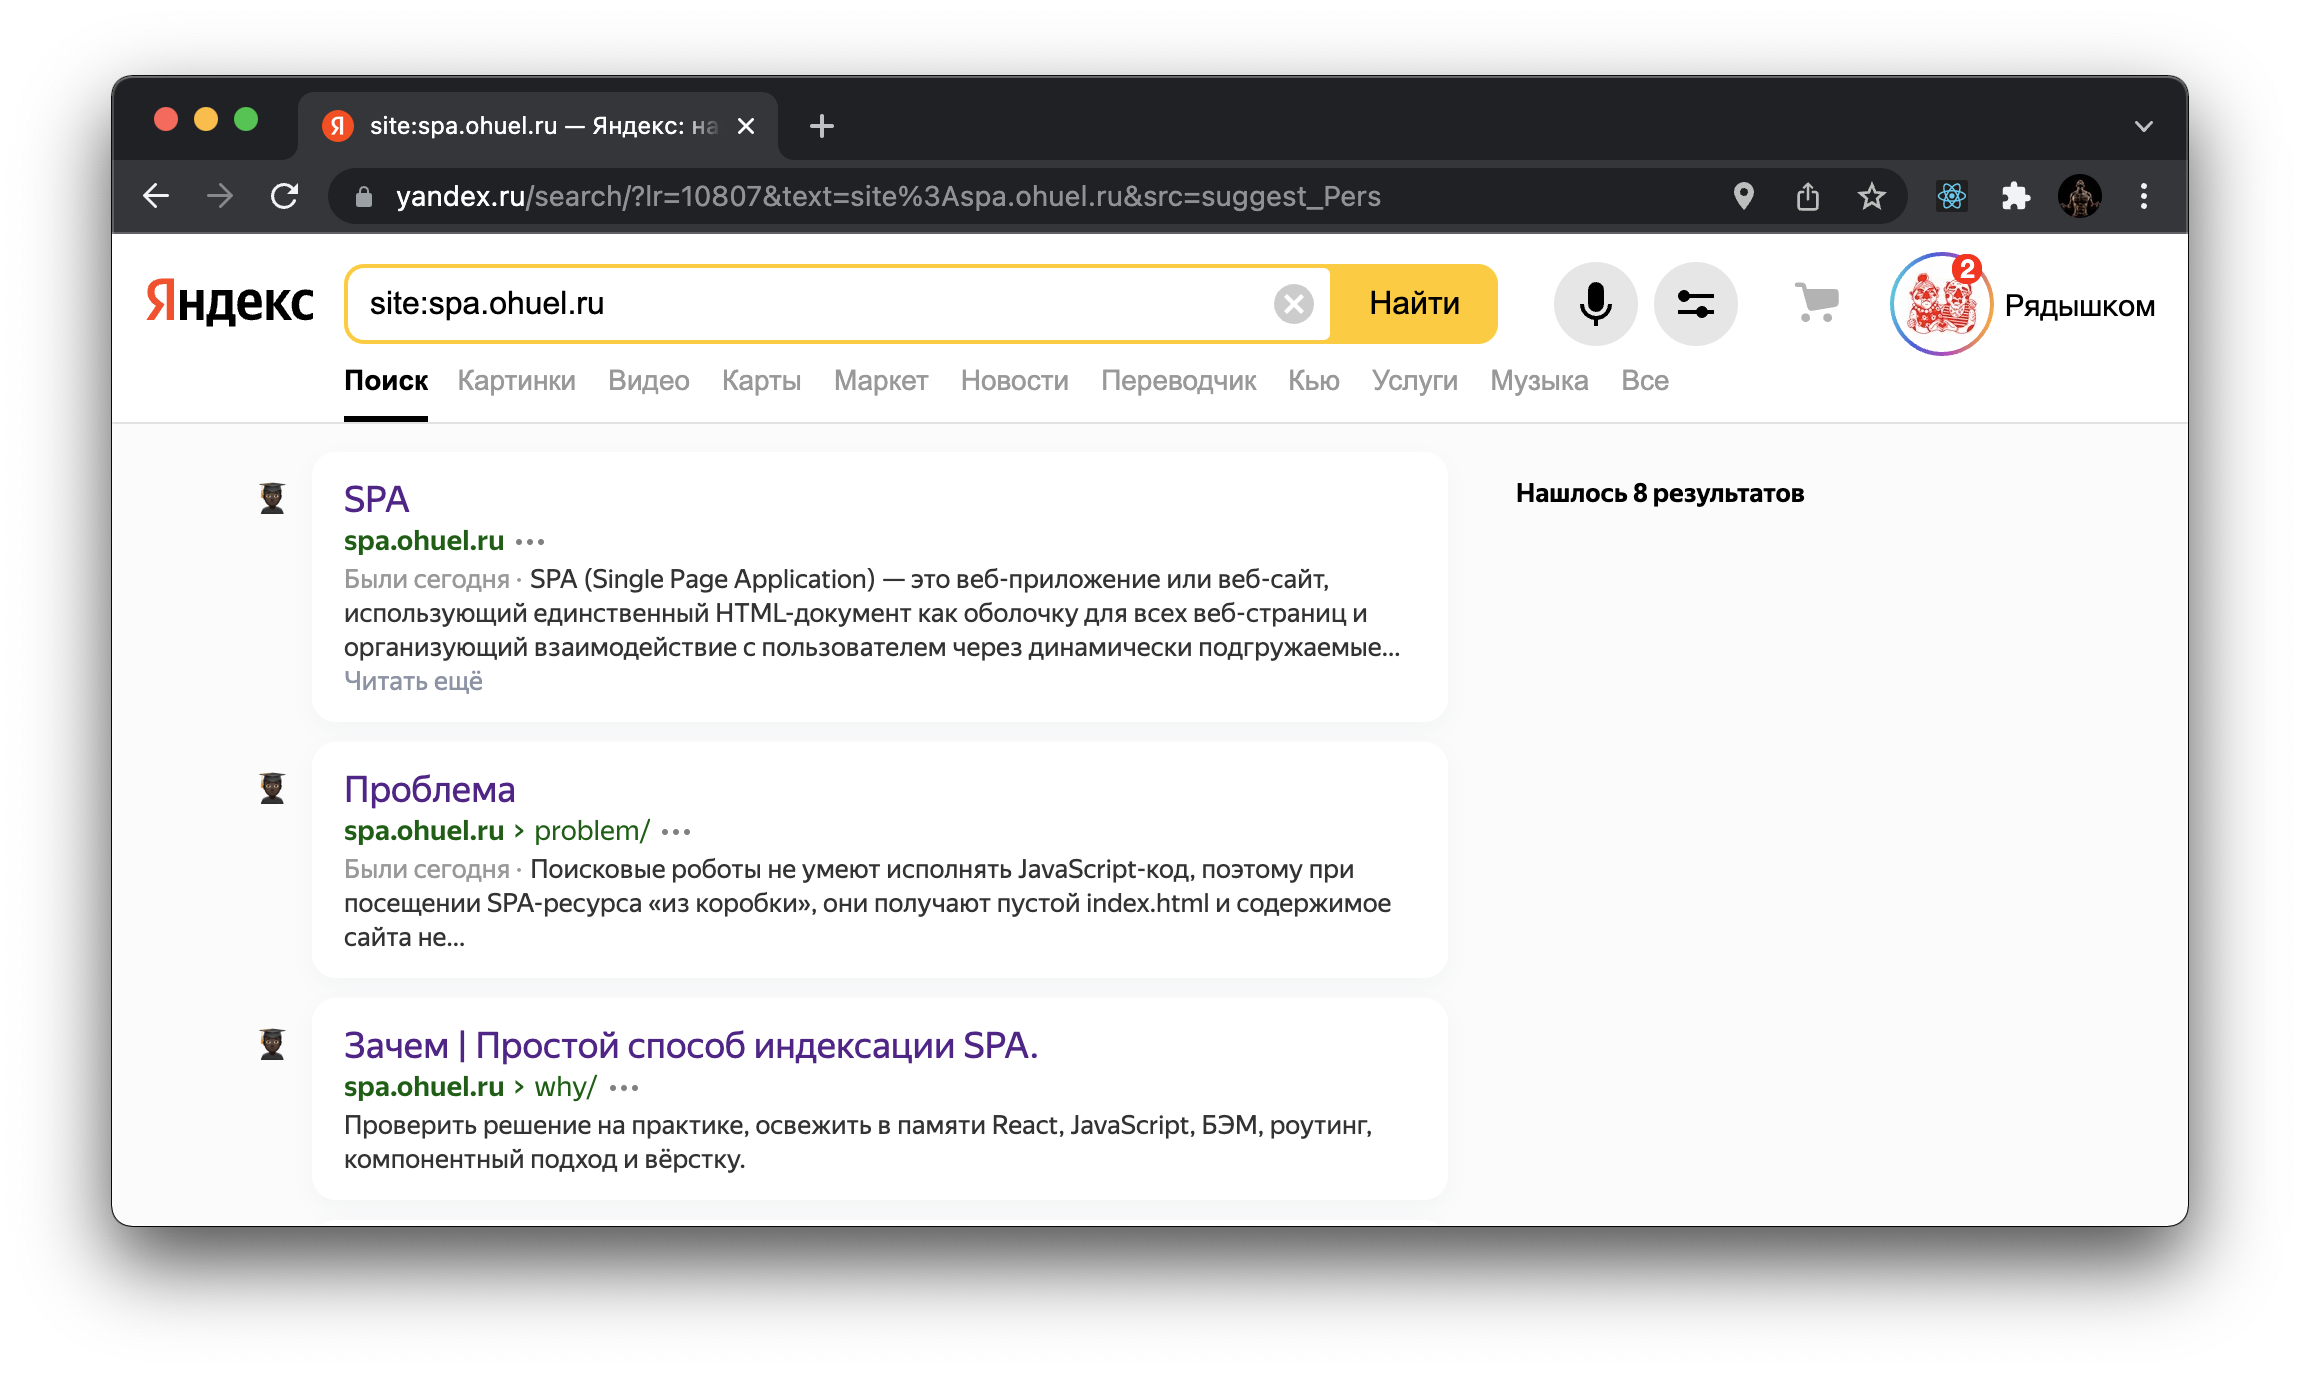 site:spa.ohuel.ru — Яндекс: на
yandex.ru/search/?lr=10807&text=site%3Aspa.ohuel.ru&src=suggest_Pers
Яндекс
site:spa.ohuel.ru
Найти
2
Рядышком
Поиск Картинки Видео Карты Маркет Новости Переводчик Кью Услуги Музыка Все
SPA
spa.ohuel.ru
Были сегодня · SPA (Single Page Application) — это веб-приложение или веб-сайт,
использующий единственный HTML-документ как оболочку для всех веб-страниц и
организующий взаимодействие с пользователем через динамически подгружаемые...
Читать ещё
Нашлось 8 результатов
Проблема
spa.ohuel.ru › problem/
Были сегодня · Поисковые роботы не умеют исполнять JavaScript-код, поэтому при
посещении SPA-ресурса «из коробки», они получают пустой index.html и содержимое
сайта не...
Зачем | Простой способ индексации SPA.
spa.ohuel.ru › why/
Проверить решение на практике, освежить в памяти React, JavaScript, БЭМ, роутинг,
компонентный подход и вёрстку.